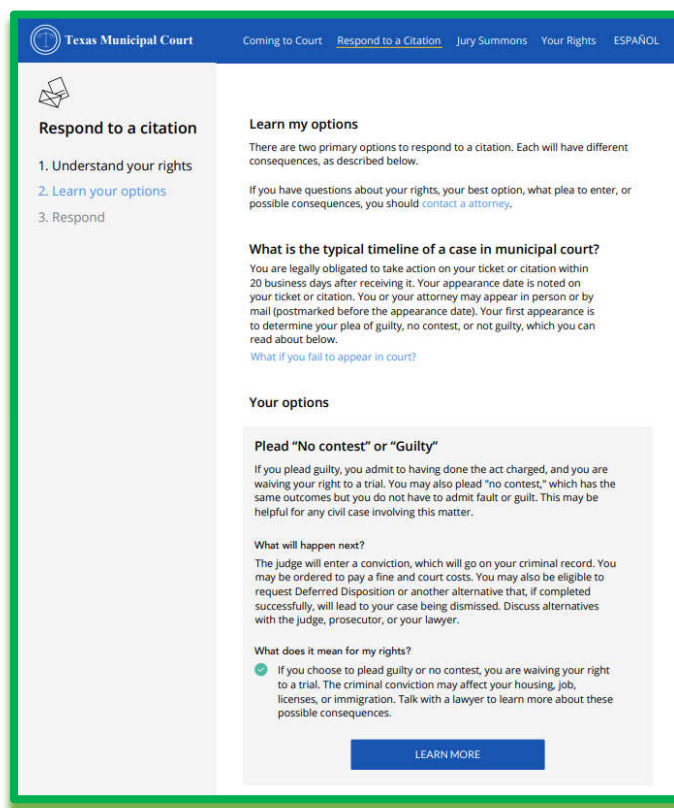 Texas Municipal Court
Coming to Court Respond to a Citation Jury Summons Your Rights ESPAÑOL
Respond to a citation
1. Understand your rights
2. Learn your options
3. Respond
Learn my options
There are two primary options to respond to a citation. Each will have different
consequences, as described below.
If you have questions about your rights, your best option, what plea to enter, or
possible consequences, you should contact a attorney.
What is the typical timeline of a case in municipal court?
You are legally obligated to take action on your ticket or citation within
20 business days after receiving it. Your appearance date is noted on
your ticket or citation. You or your attorney may appear in person or by
mail (postmarked before the appearance date). Your first appearance is
to determine your plea of guilty, no contest, or not guilty, which you can
read about below.
What if you fail to appear in court?
Your options
Plead “No contest” or “Guilty”
If you plead guilty, you admit to having done the act charged, and you are
waiving your right to a trial. You may also plead "no contest," which has the
same outcomes but you do not have to admit fault or guilt. This may be
helpful for any civil case involving this matter.
What will happen next?
The judge will enter a conviction, which will go on your criminal record. You
may be ordered to pay a fine and court costs. You may also be eligible to
request Deferred Disposition or another alternative that, if completed
successfully, will lead to your case being dismissed. Discuss alternatives
with the judge, prosecutor, or your lawyer.
What does it mean for my rights?
If you choose to plead guilty or no contest, you are waiving your right
to a trial. The criminal conviction may affect your housing, job,
licenses, or immigration. Talk with a lawyer to learn more about these
possible consequences.
LEARN MORE